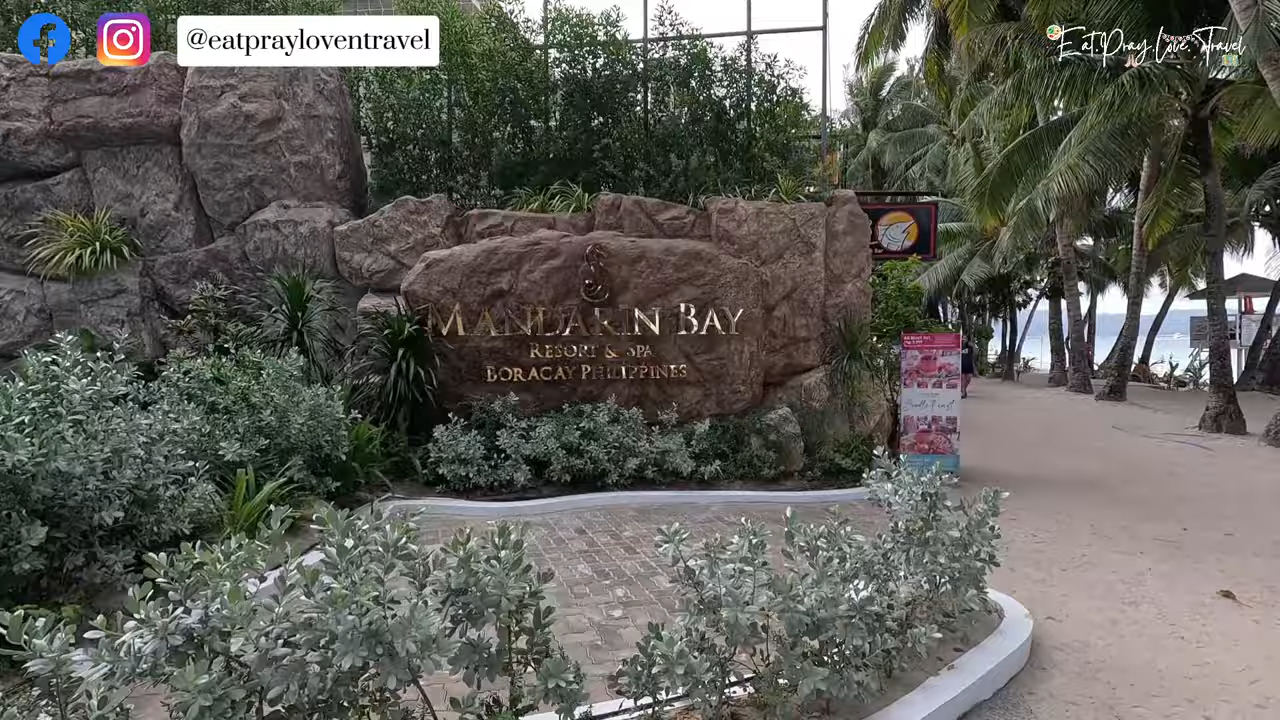 @eatprayloventravel
Eat, Pray, Love, Travel
MANDARIN BAY
RESORT & SPA
BORACAY PHILIPPINES